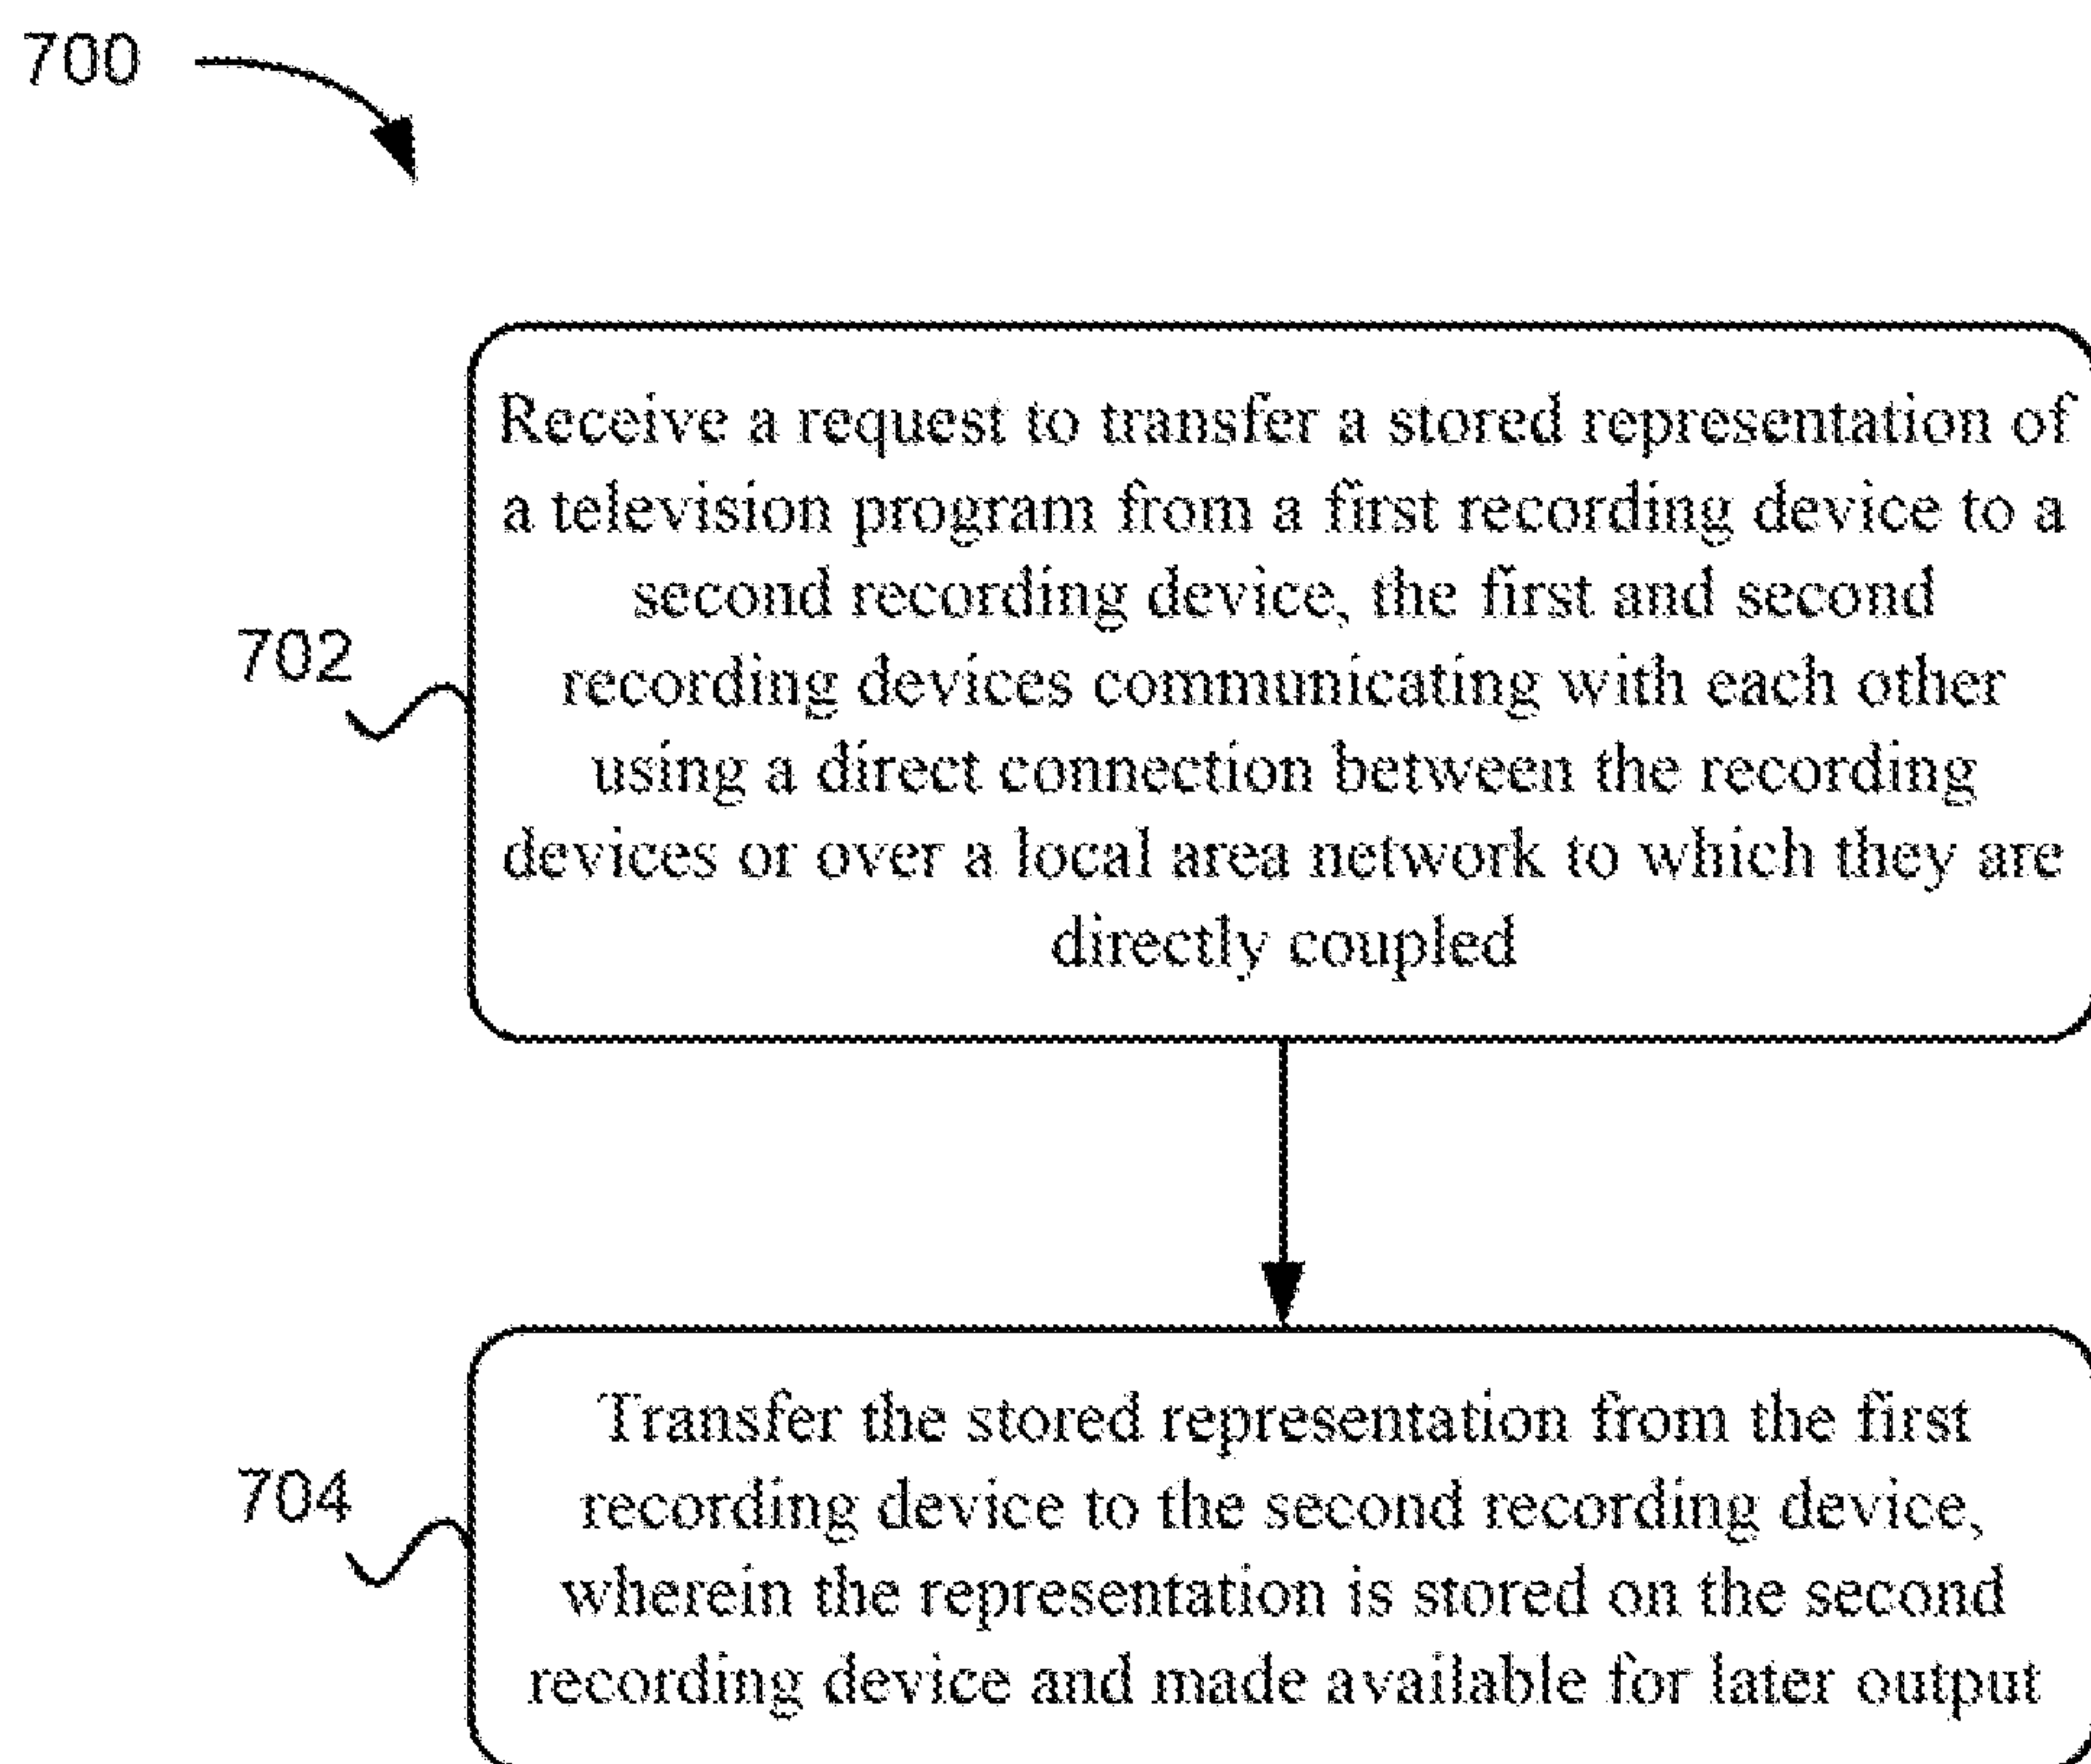 700
Receive a request to transfer a stored representation of
a television program from a first recording device to a
second recording device, the first and second
recording devices communicating with each other
using a direct connection between the recording
devices or over a local area network to which they are
directly coupled
702
Transfer the stored representation from the first
recording device to the second recording device,
wherein the representation is stored on the second
recording device and made available for later output
704